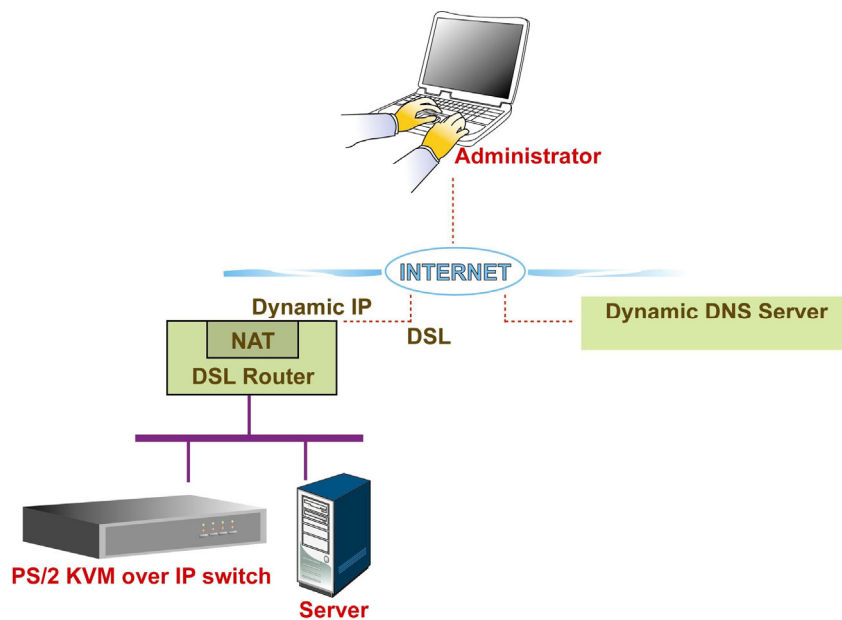 Administrator
INTERNET
Dynamic IP
Dynamic DNS Server
DSL
NAT
DSL Router
PS/2 KVM over IP switch
Server